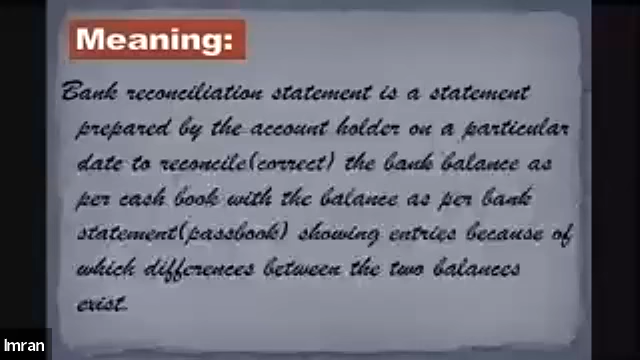 Meaning:
Bank reconciliation statement is a statement
prepared by the account holder on a particular
date to reconcile(correct) the bank balance as
per cash book with the balance as per bank
statement(passbook) showing entries because of
which differences between the two balances
exist.
Imran